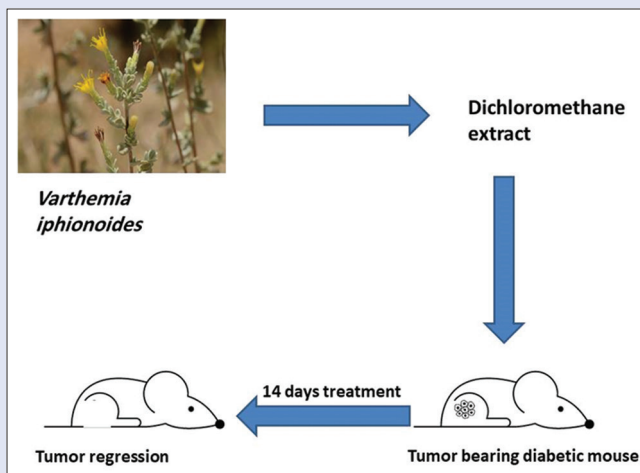 Varthemia
iphionoides
Dichloromethane
extract
14 days treatment
Tumor regression
Tumor bearing diabetic mouse